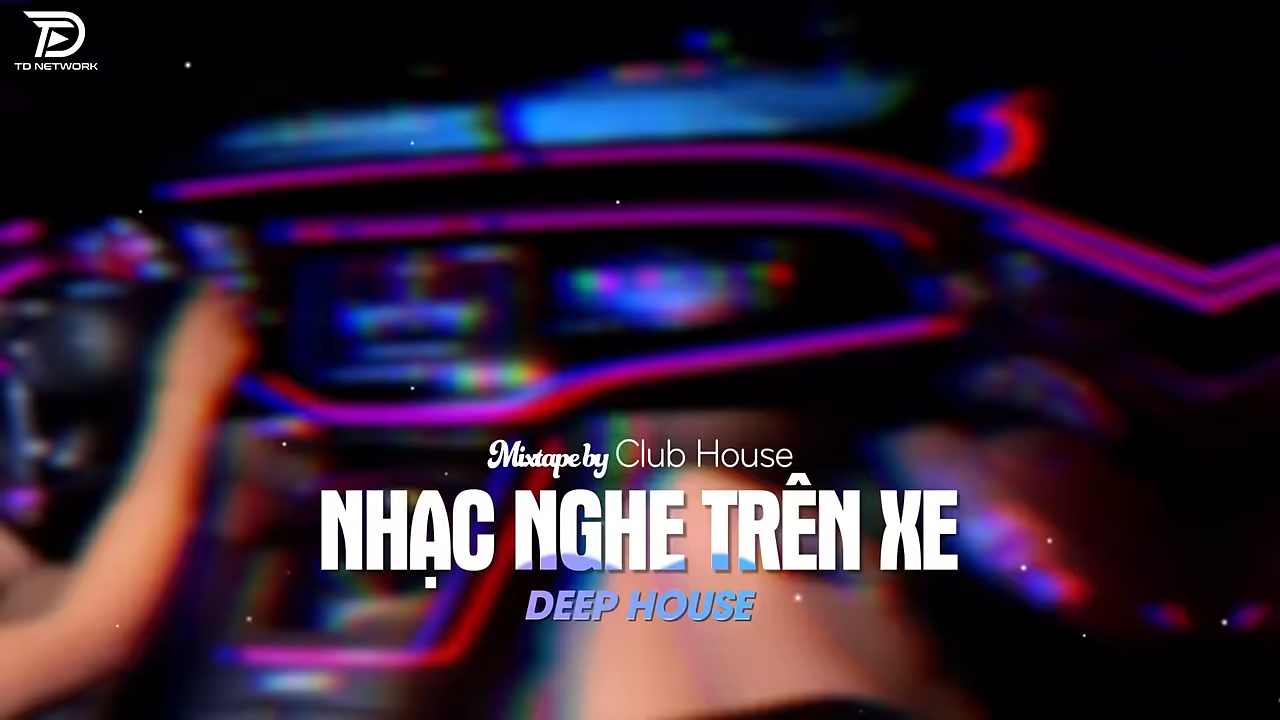 TD NETWORK
Mixtape by Club House
NHẠC NGHE TRÊN XE
DEEP HOUSE